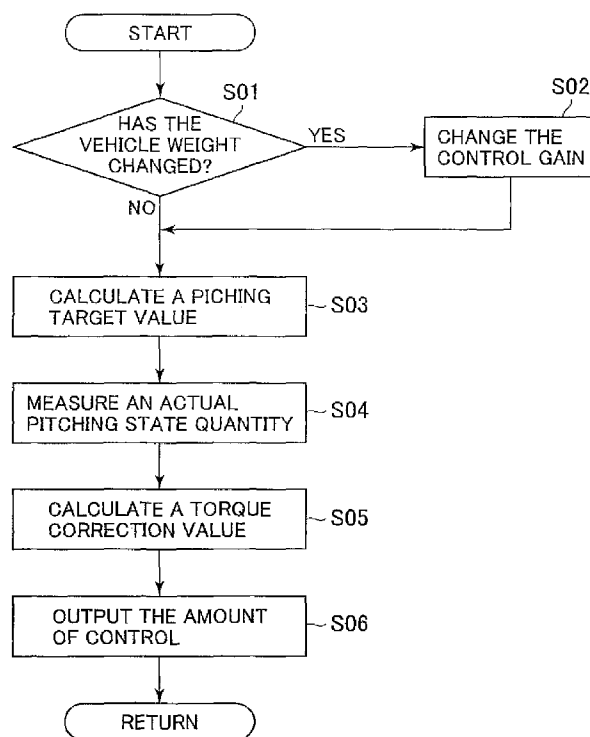 START
S01
HAS THE
VEHICLE WEIGHT
CHANGED?
YES
S02
CHANGE THE
CONTROL GAIN
NO
CALCULATE A PICHING
TARGET VALUE
S03
MEASURE AN ACTUAL
PITCHING STATE QUANTITY
S04
CALCULATE A TORQUE
CORRECTION VALUE
S05
OUTPUT THE AMOUNT
OF CONTROL
S06
RETURN